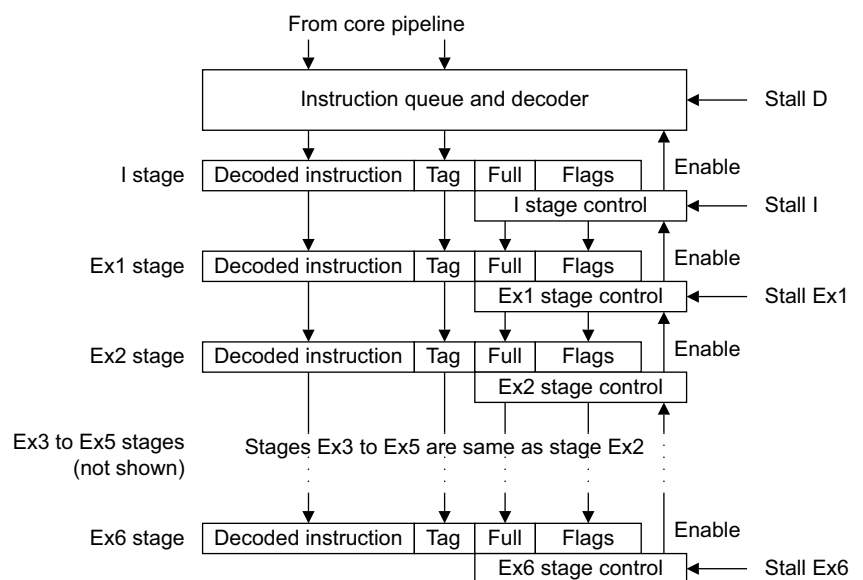 From core pipeline
Instruction queue and decoder
Stall D
Enable
I stage
Decoded instruction
Tag
Full
Flags
I stage control
Stall I
Enable
Ex1 stage
Decoded instruction
Tag
Full
Flags
Ex1 stage control
Stall Ex1
Enable
Ex2 stage
Decoded instruction
Tag
Full
Flags
Ex2 stage control
Ex3 to Ex5 stages
(not shown)
Stages Ex3 to Ex5 are same as stage Ex2
Enable
Ex6 stage
Decoded instruction
Tag
Full
Flags
Ex6 stage control
Stall Ex6